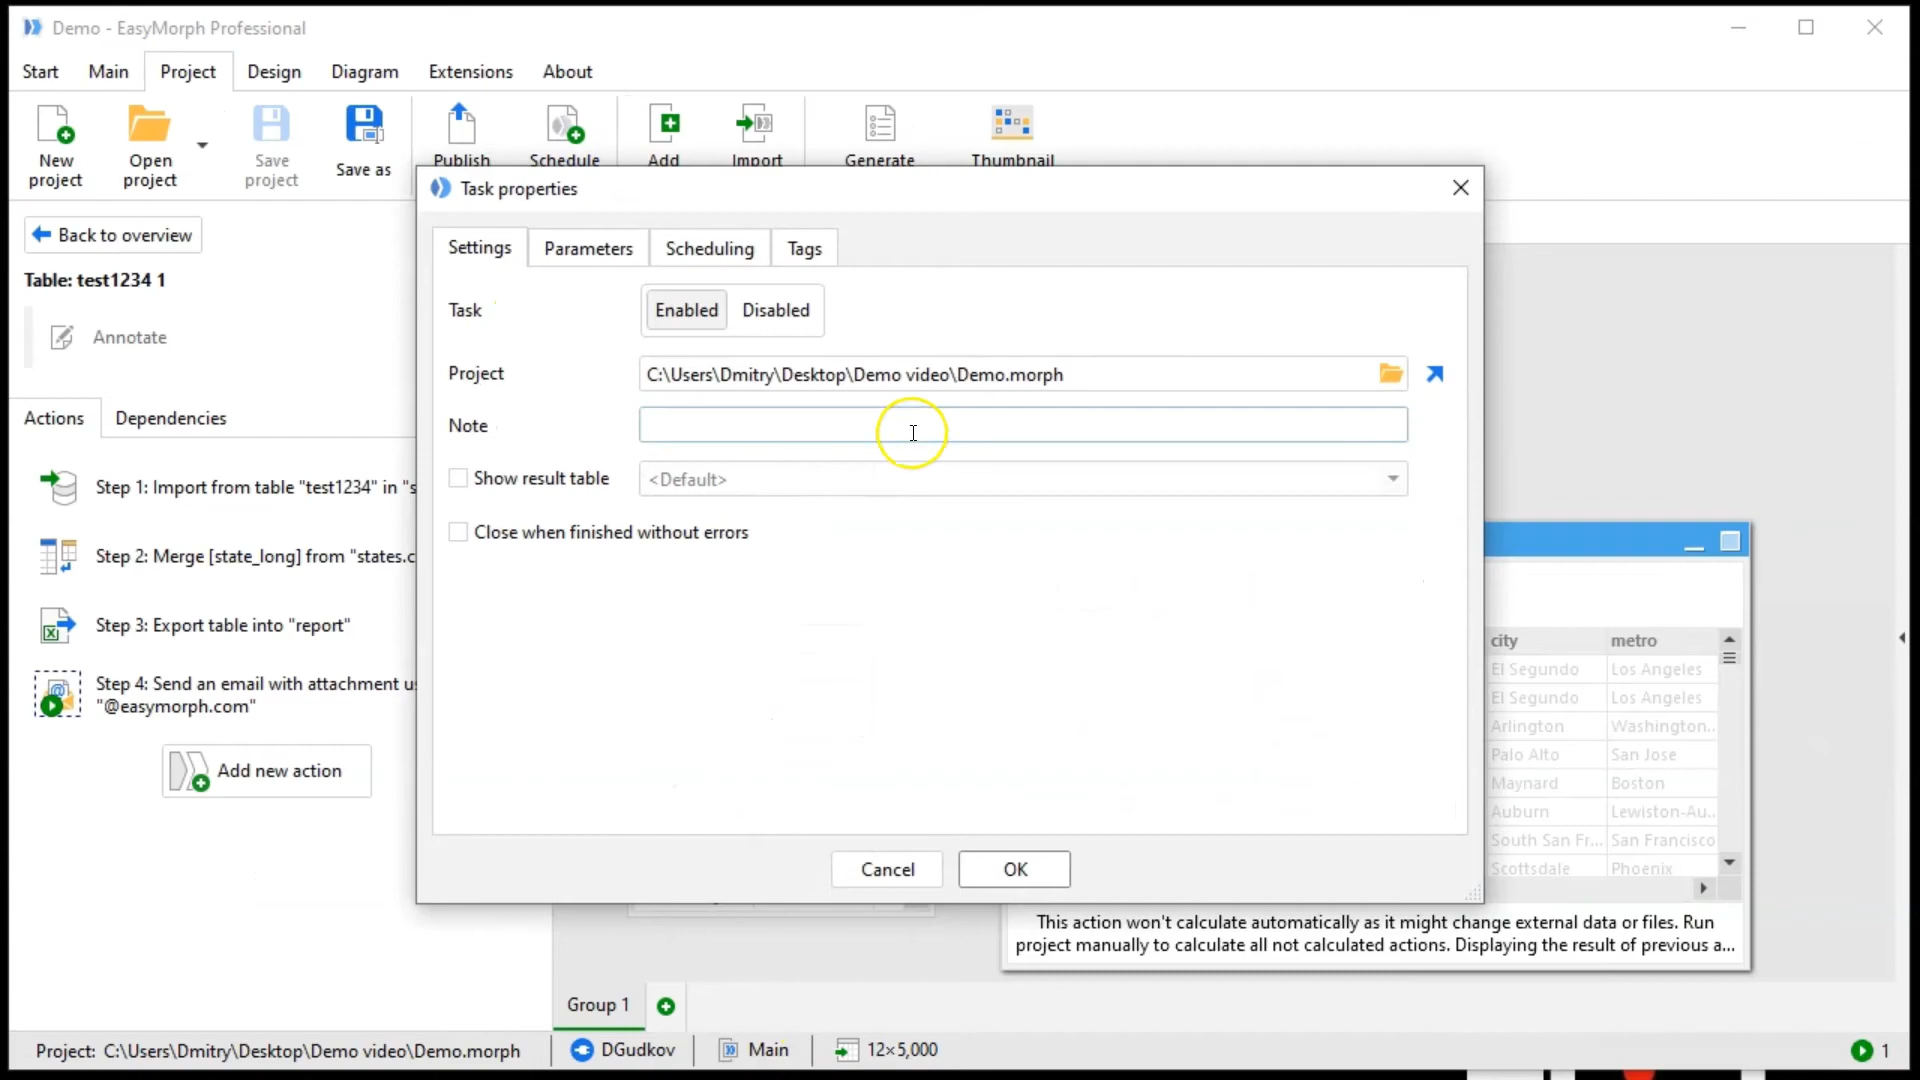 Demo - EasyMorph Professional
Start Main Project Design Diagram Extensions About
New project
Open project
Save project
Save as
Publish
Schedule
Add
Import
Generate
Thumbnail
Back to overview
Table: test1234 1
Annotate
Actions Dependencies
Step 1: Import from table "test1234" in "s
Step 2: Merge [state_long] from "states.c
Step 3: Export table into "report"
Step 4: Send an email with attachment us
"@easymorph.com"
Add new action
Task properties
Settings Parameters Scheduling Tags
Task Enabled Disabled
Project C:\Users\Dmitry\Desktop\Demo video\Demo.morph
Note
Show result table <Default>
Close when finished without errors
Cancel OK
city metro
El Segundo Los Angeles
El Segundo Los Angeles
Arlington Washington..
Palo Alto San Jose
Maynard Boston
Auburn Lewiston-Au..
South San Fr... San Francisco
Scottsdale Phoenix
This action won't calculate automatically as it might change external data or files. Run
project manually to calculate all not calculated actions. Displaying the result of previous a...
Group 1
Project: C:\Users\Dmitry\Desktop\Demo video\Demo.morph DGudkov Main 12×5,000 1